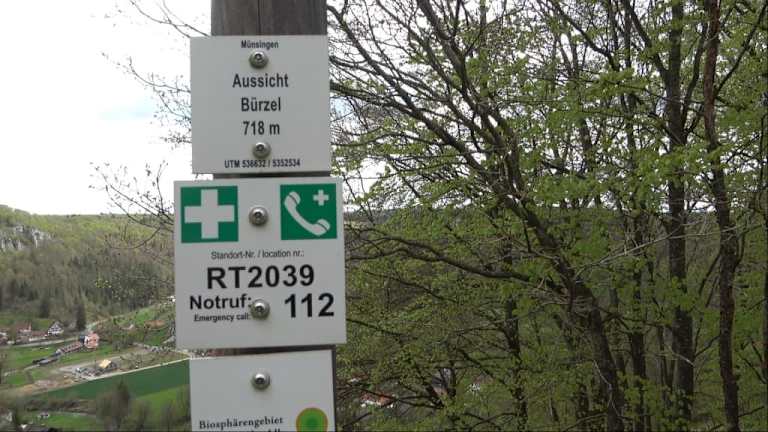 Münsingen
Aussicht
Bürzel
718 m
UTM 536632 / 5352534
Standort-Nr. / location nr.:
RT2039
Notruf: 112
Emergency call:
Biosphärengebiet